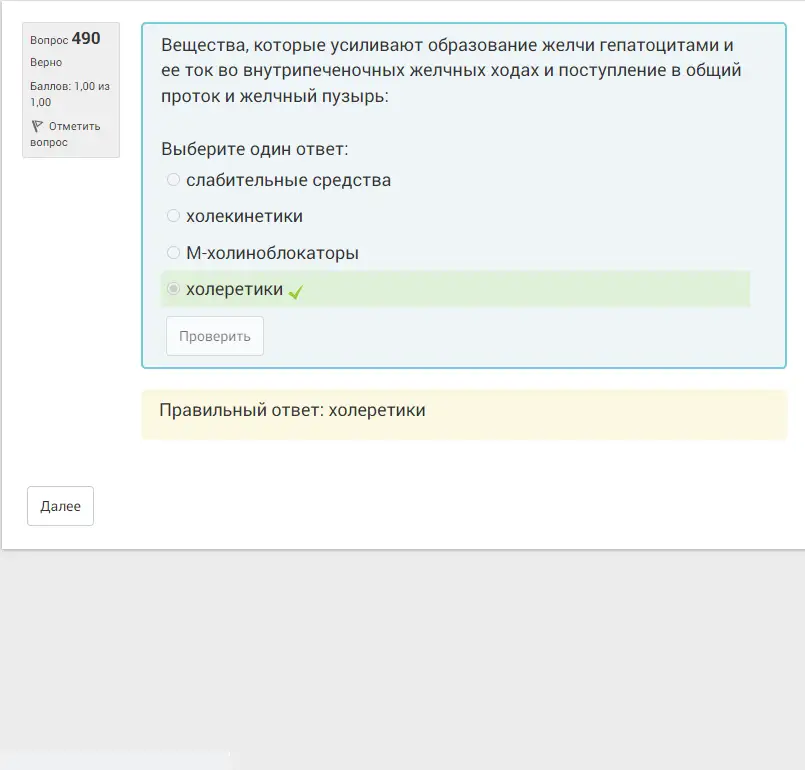 Вопрос 490
Верно
Баллов: 1,00 из
1,00
Отметить
вопрос
Вещества, которые усиливают образование желчи гепатоцитами и
ее ток во внутрипеченочных желчных ходах и поступление в общий
проток и желчный пузырь:
Выберите один ответ:
слабительные средства
холекинетики
М-холиноблокаторы
холеретики
Проверить
Правильный ответ: холеретики
Далее